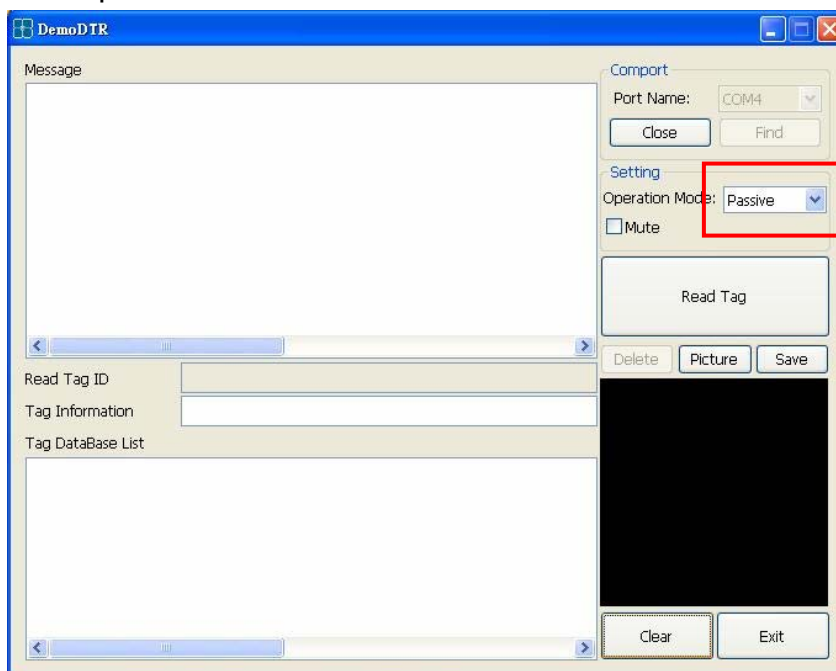 DemoDTR
Message
Comport
Port Name: COM4
Close Find
Setting
Operation Mode: Passive
Mute
Read Tag
Delete Picture Save
Read Tag ID
Tag Information
Tag DataBase List
Clear Exit